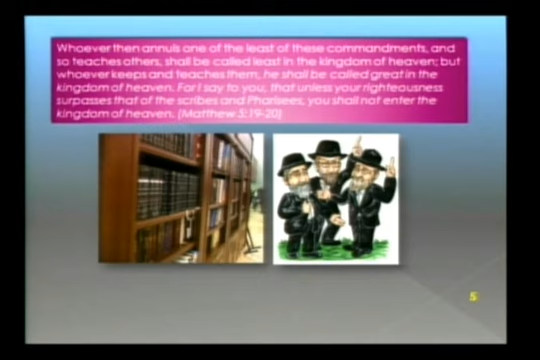 Whoever then annuls one of the least of these commandments, and
so teaches others, shall be called least in the kingdom of heaven; but
whoever keeps and teaches them, he shall be called great in the
kingdom of heaven. For I say to you, that unless your righteousness
surpasses that of the scribes and Pharisees, you shall not enter the
kingdom of heaven. (Matthew 5:19-20)
5